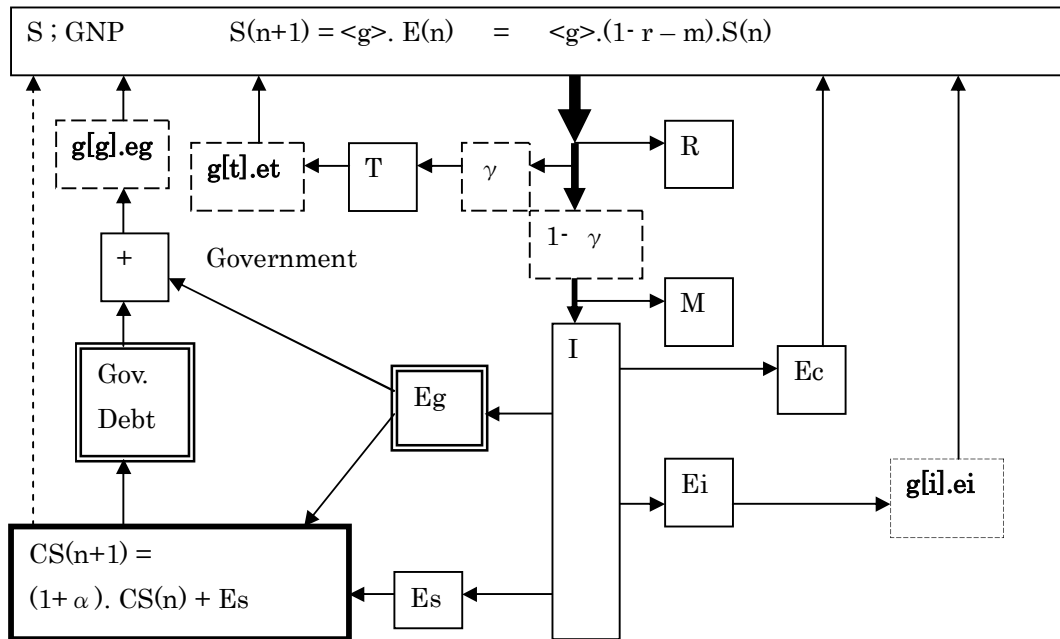 S ; GNP S(n+1) = <g>. E(n) = <g>.(1- r – m).S(n)
g[g].eg
g[t].et
T
γ
R
1- γ
+
Government
M
I
Gov.
Debt
Eg
Ec
Ei
g[i].ei
CS(n+1) =
(1+ α). CS(n) + Es
Es